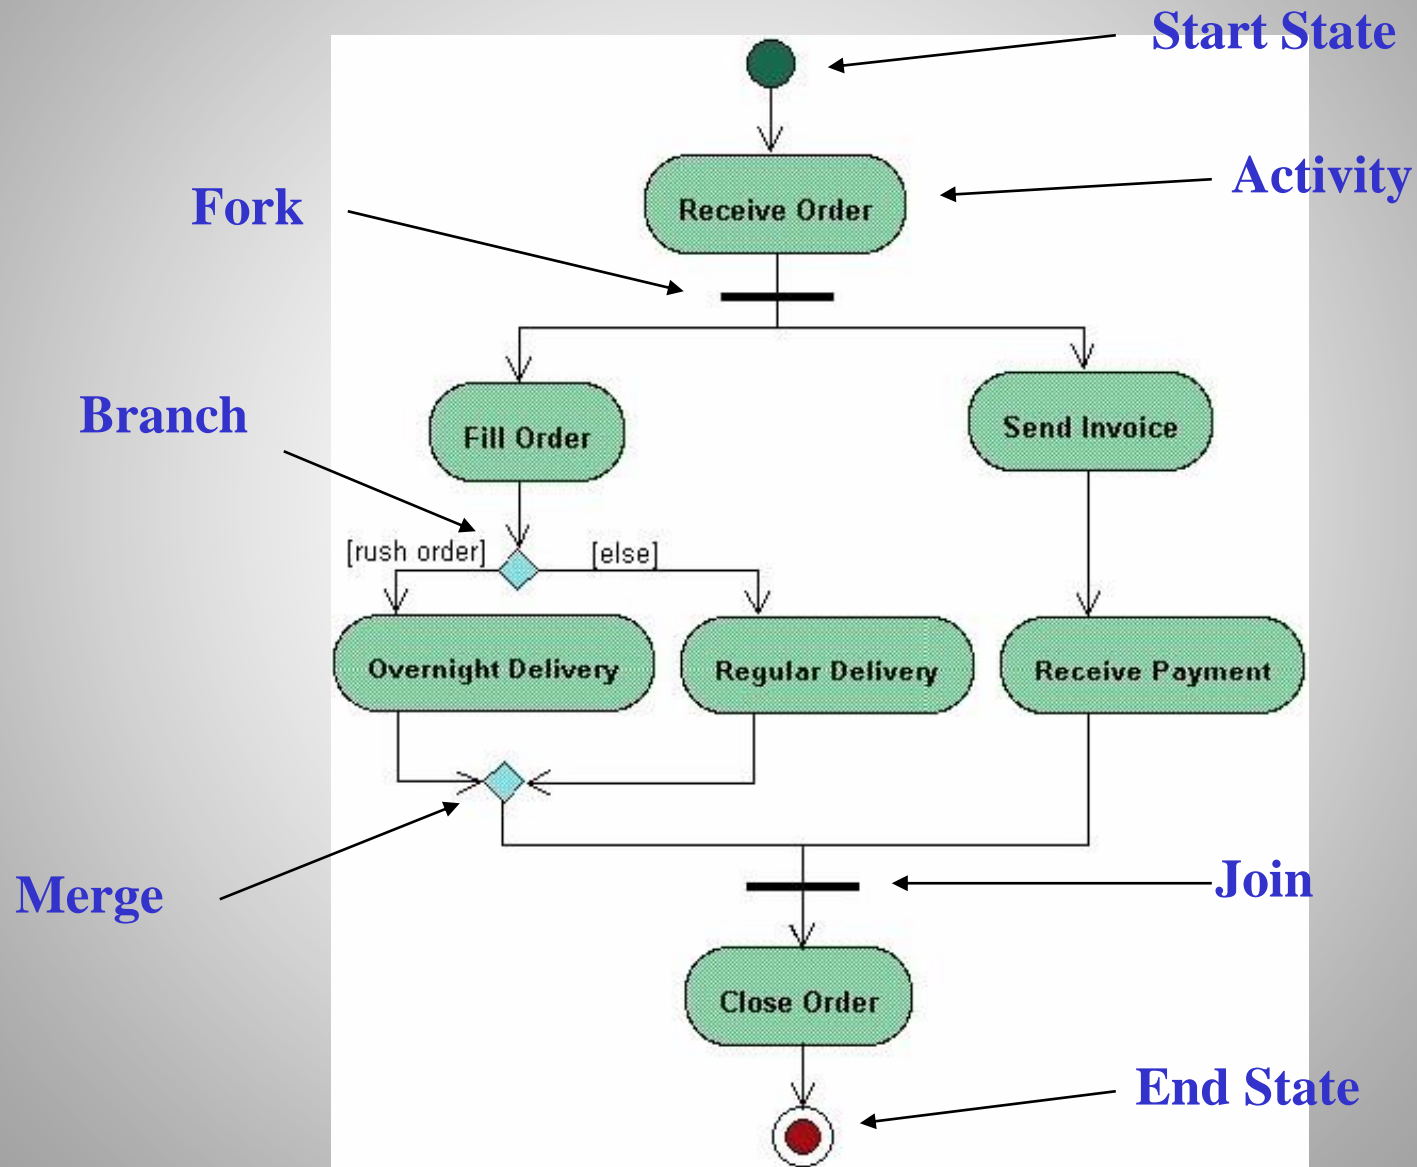 Start State
Activity
Fork
Receive Order
Branch
Fill Order
Send Invoice
[rush order]
[else]
Overnight Delivery
Regular Delivery
Receive Payment
Merge
Join
Close Order
End State